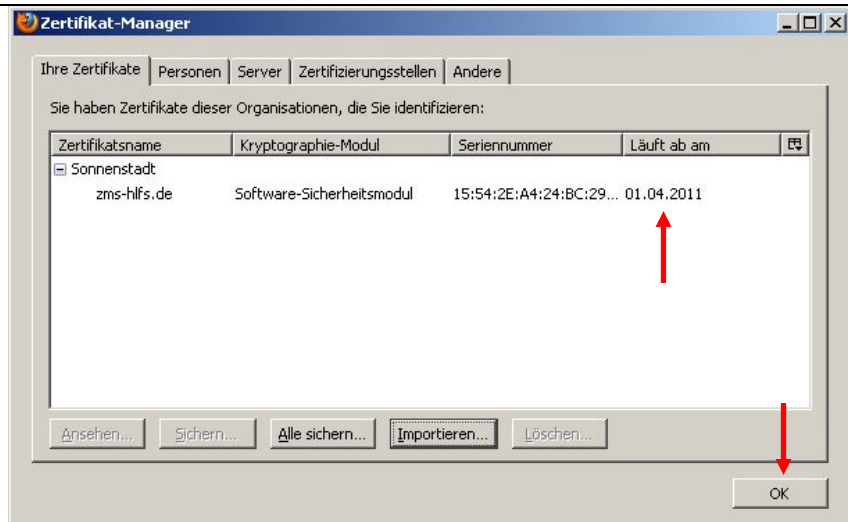 Zertifikat-Manager
Ihre Zertifikate Personen Server Zertifizierungsstellen Andere
Sie haben Zertifikate dieser Organisationen, die Sie identifizieren:
Zertifikatsname Kryptographie-Modul Seriennummer Läuft ab am
Sonnenstadt
zms-hlfs.de Software-Sicherheitsmodul 15:54:2E:A4:24:BC:29... 01.04.2011
Ansehen... Sichern... Alle sichern... Importieren... Löschen...
OK